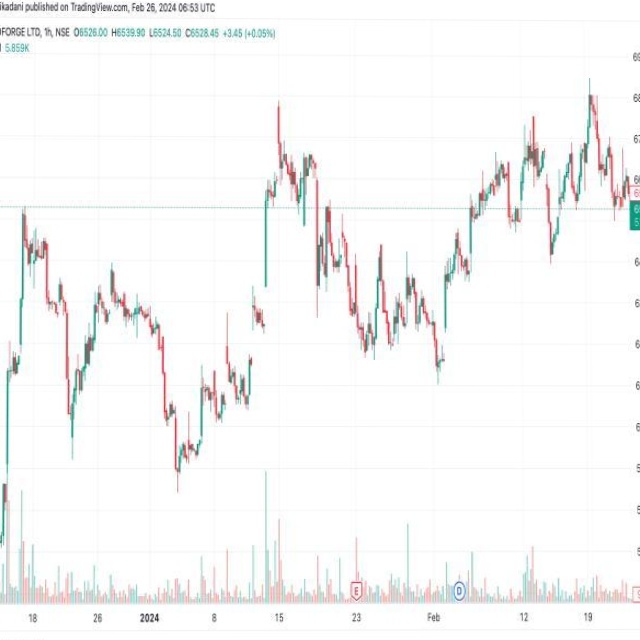 ikadani published on TradingView.com, Feb 26, 2024 06:53 UTC
FORGE LTD, 1h, NSE O6526.00 H6539.90 L6524.50 C6528.45 +3.45 (+0.05%)
5.859K
E
D
18 26 2024 8 15 23 Feb 12 19